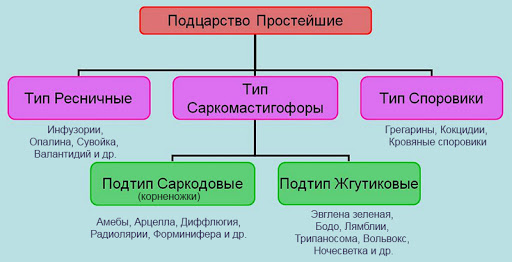 Подцарство Простейшие
Тип Ресничные
Тип
Саркомастигофоры
Тип Споровики
Инфузории,
Опалина, Сувойка,
Валантидий и др.
Грегарины, Кокцидии,
Кровяные споровики
Подтип Саркодовые
(корненожки)
Подтип Жгутиковые
Амебы, Арцелла, Диффлюгия,
Радиолярии, Форминифера и др.
Эвглена зеленая,
Бодо, Лямблии,
Трипаносома, Вольвокс,
Ночесветка и др.